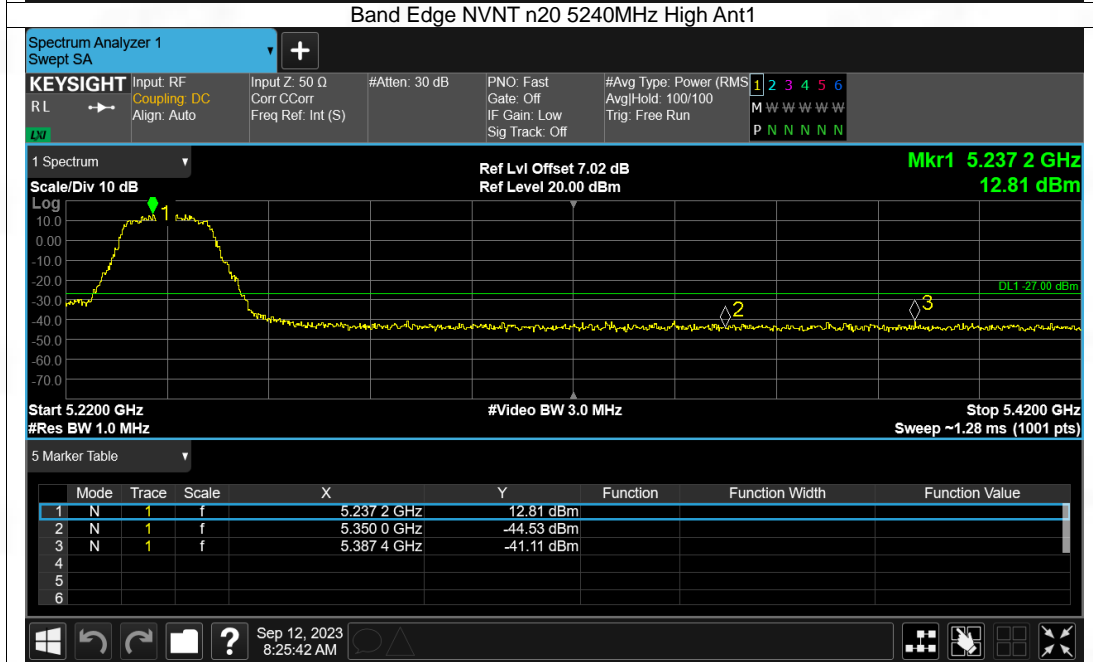 Band Edge NVNT n20 5240MHz High Ant1
Spectrum Analyzer 1
Swept SA
+
KEYSIGHT
R L
LXI
Input: RF
Coupling: DC
Align: Auto
Input Z: 50 Ω
Corr CCorr
Freq Ref: Int (S)
#Atten: 30 dB
PNO: Fast
Gate: Off
IF Gain: Low
Sig Track: Off
#Avg Type: Power (RMS
Avg|Hold: 100/100
Trig: Free Run
1 2 3 4 5 6
M W W W W W
P N N N N N
1 Spectrum
Scale/Div 10 dB
Ref Lvl Offset 7.02 dB
Ref Level 20.00 dBm
Mkr1 5.237 2 GHz
12.81 dBm
Log
10.0
0.00
-10.0
-20.0
-30.0
-40.0
-50.0
-60.0
-70.0
1
2
3
DL1 -27.00 dBm
Start 5.2200 GHz
#Res BW 1.0 MHz
#Video BW 3.0 MHz
Stop 5.4200 GHz
Sweep ~1.28 ms (1001 pts)
5 Marker Table
Mode Trace Scale X Y Function Function Width Function Value
1 N 1 f 5.237 2 GHz 12.81 dBm
2 N 1 f 5.350 0 GHz -44.53 dBm
3 N 1 f 5.387 4 GHz -41.11 dBm
4
5
6
?
Sep 12, 2023
8:25:42 AM